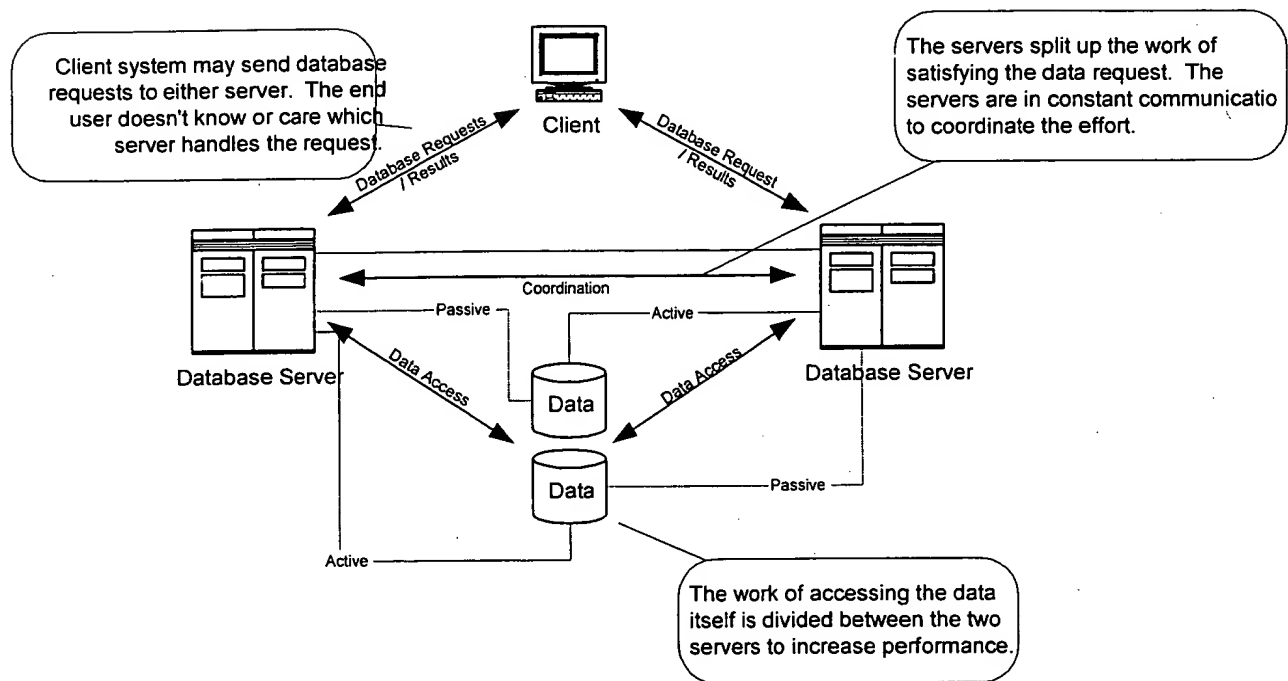 Client system may send database
requests to either server. The end
user doesn't know or care which
server handles the request.
Client
The servers split up the work of
satisfying the data request. The
servers are in constant communicatio
to coordinate the effort.
Database Requests
/ Results
Database Request
/ Results
Coordination
Passive
Active
Database Server
Data Access
Data
Data Access
Database Server
Data
Passive
Active
The work of accessing the data
itself is divided between the two
servers to increase performance.